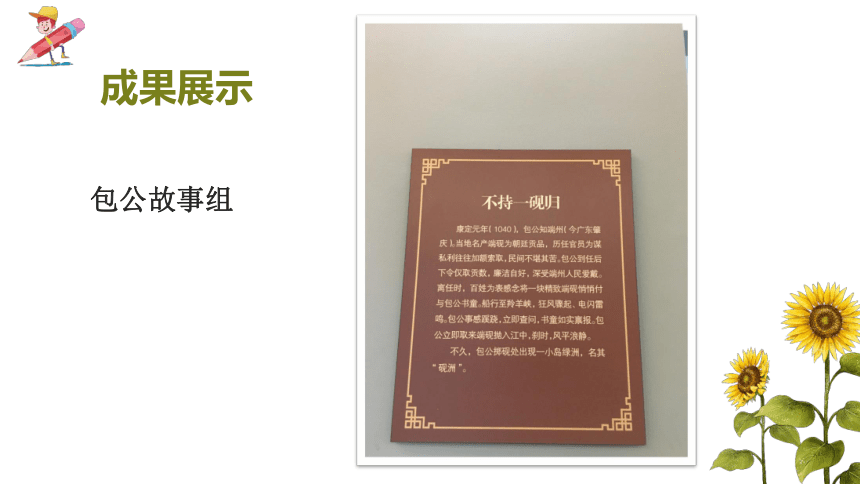 成果展示
包公故事组
不持一砚归
康定元年（1040），包公知端州（今广东肇
庆）。当地名产端砚为朝廷贡品，历任官员为谋
私利往往加额索取，民间不堪其苦。包公到任后
下令仅取贡数，廉洁自好，深受端州人民爱戴。
离任时，百姓为表感念将一块精致端砚悄悄付
与包公书童。船行至羚羊峡，狂风骤起、电闪雷
鸣。包公事感蹊跷，立即查问，书童如实禀报。包
公立即取来端砚抛入江中，刹时，风平浪静。
不久，包公掷砚处出现一小岛绿洲，名其
“砚洲”。